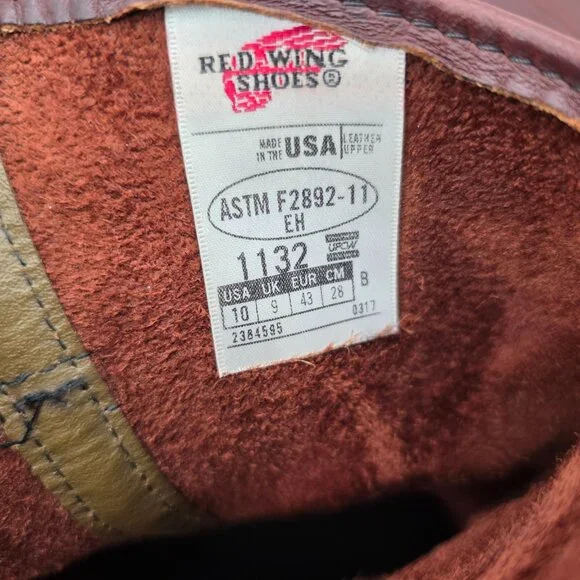 RED WING
SHOES®
MADE IN THE USA LEATHER UPPER
ASTM F2892-11
EH
1132 UFCW
USA UK EUR CM
10 9 43 28 B
2384595 0317